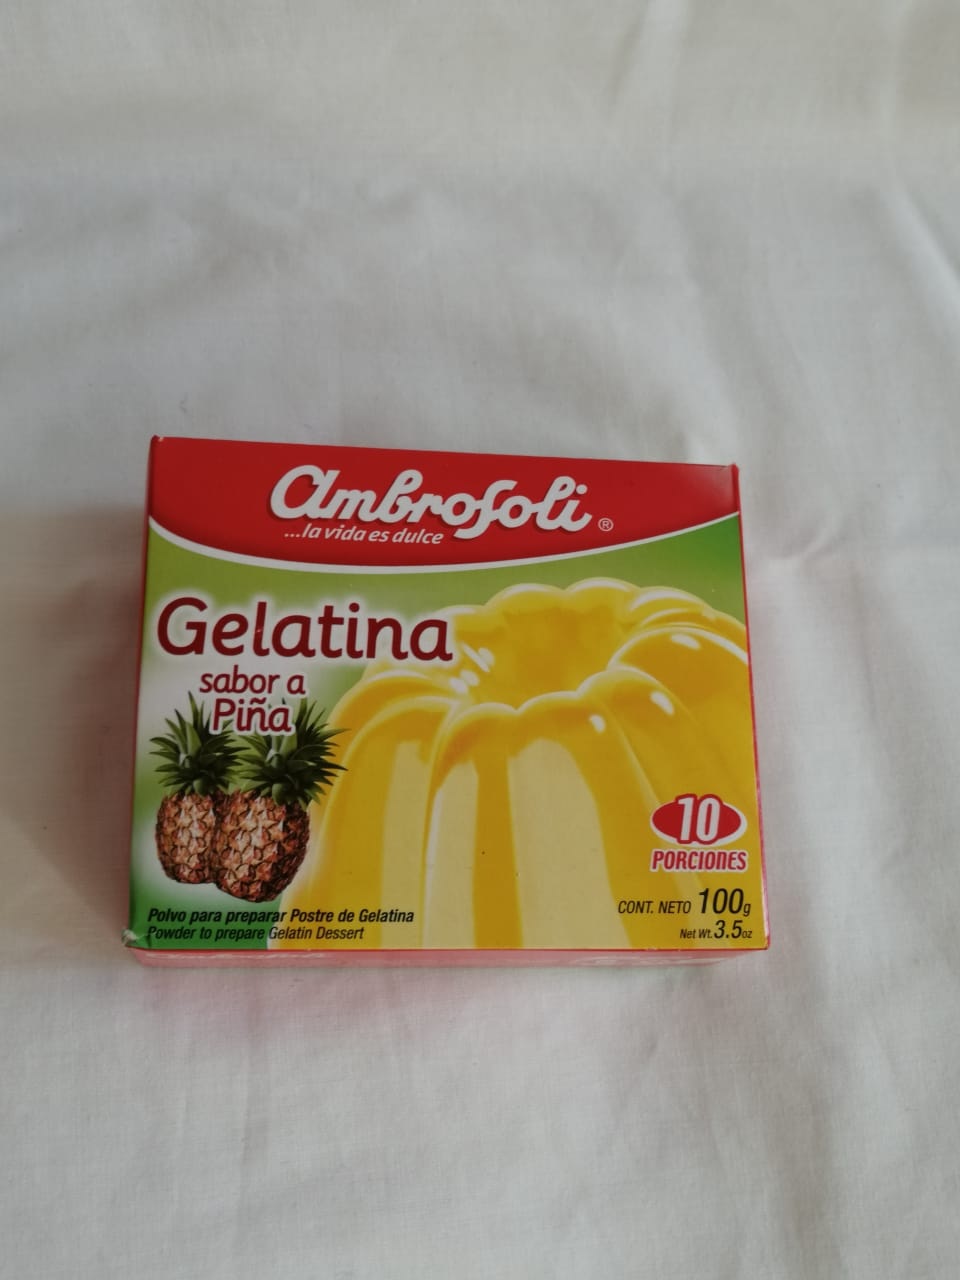 ambrosoli ®
...la vida es dulce
Gelatina
sabor a
Piña
10
PORCIONES
Polvo para preparar Postre de Gelatina
Powder to prepare Gelatin Dessert
CONT. NETO 100g
Net Wt. 3.5oz